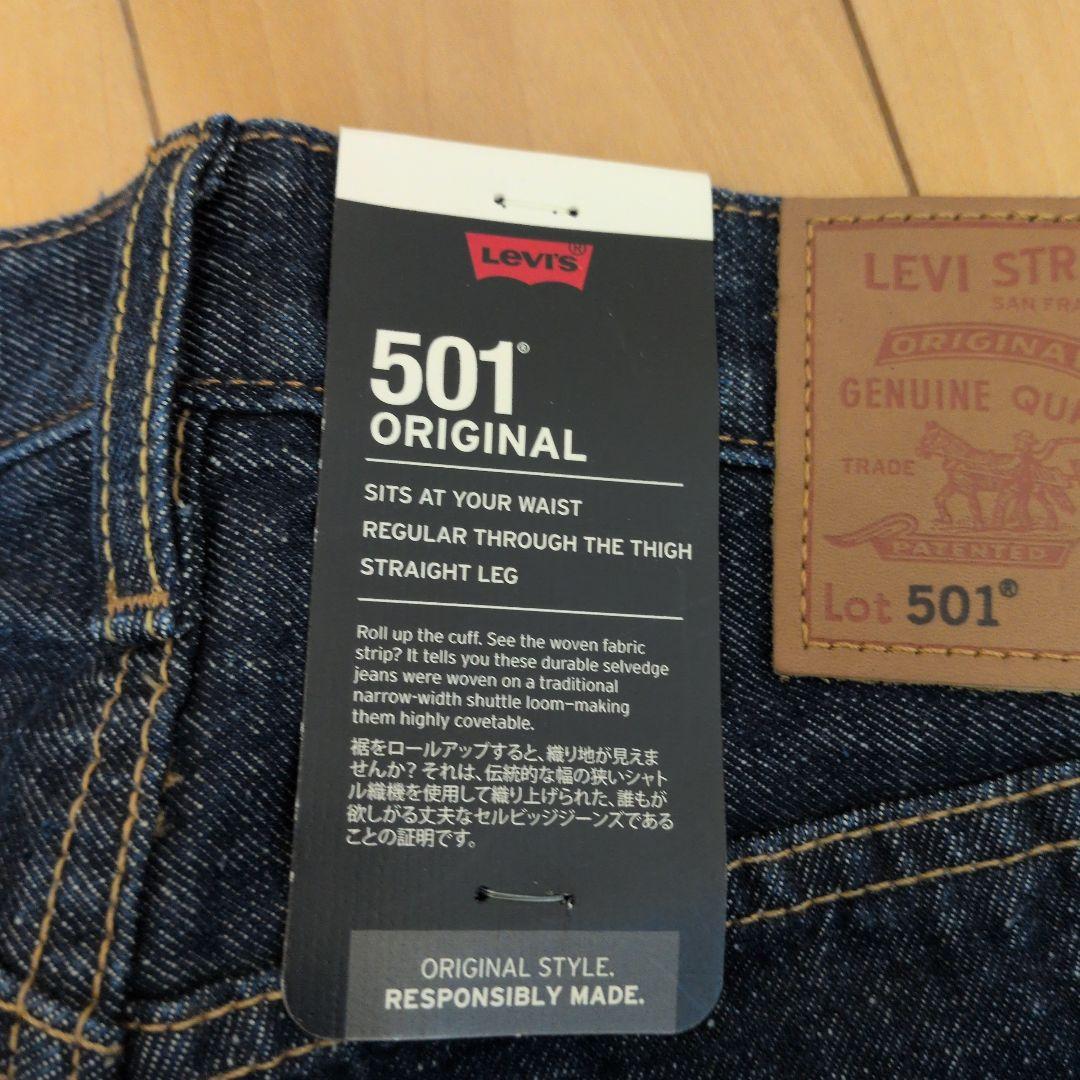 Levi's®
501®
ORIGINAL
SITS AT YOUR WAIST
REGULAR THROUGH THE THIGH
STRAIGHT LEG
Roll up the cuff. See the woven fabric
strip? It tells you these durable selvedge
jeans were woven on a traditional
narrow-width shuttle loom—making
them highly covetable.
裾をロールアップすると、織り地が見えま
せんか？それは、伝統的な幅の狭いシャト
ル織機を使用して織り上げられた、誰もが
欲しがる丈夫なセルビッジジーンズである
ことの証明です。
ORIGINAL STYLE.
RESPONSIBLY MADE.
LEVI STR
SAN FRA
ORIGINA
GENUINE QU
TRADE
PATENTED
Lot 501®